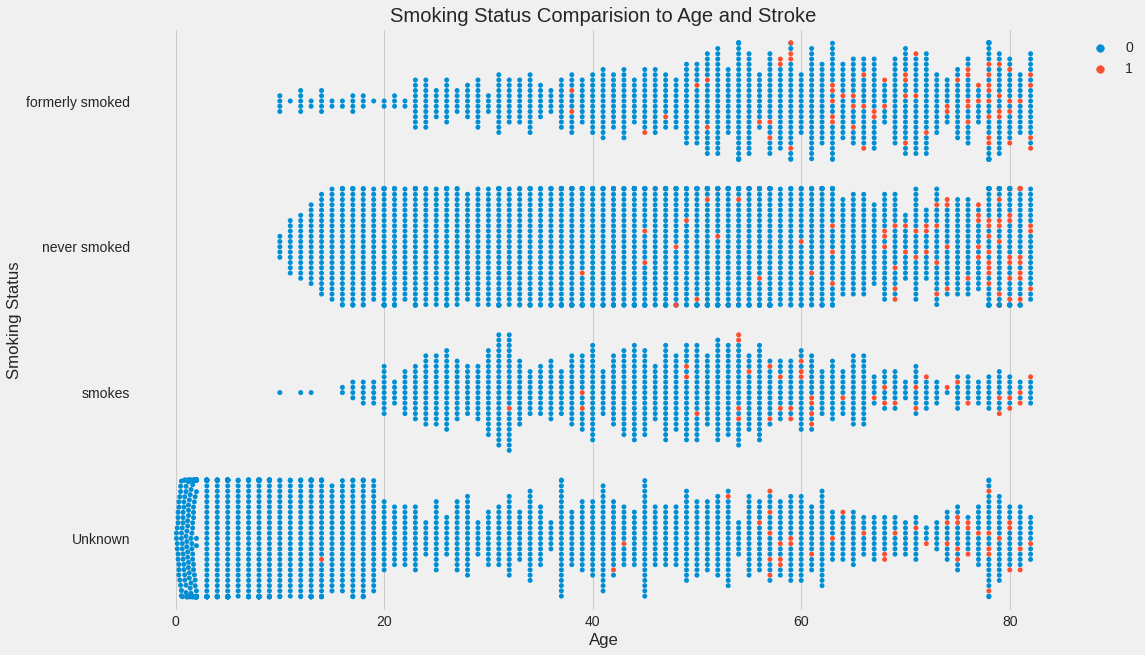 Smoking Status Comparision to Age and Stroke
0
1
formerly smoked
never smoked
smokes
Unknown
Smoking Status
0
20
40
60
80
Age